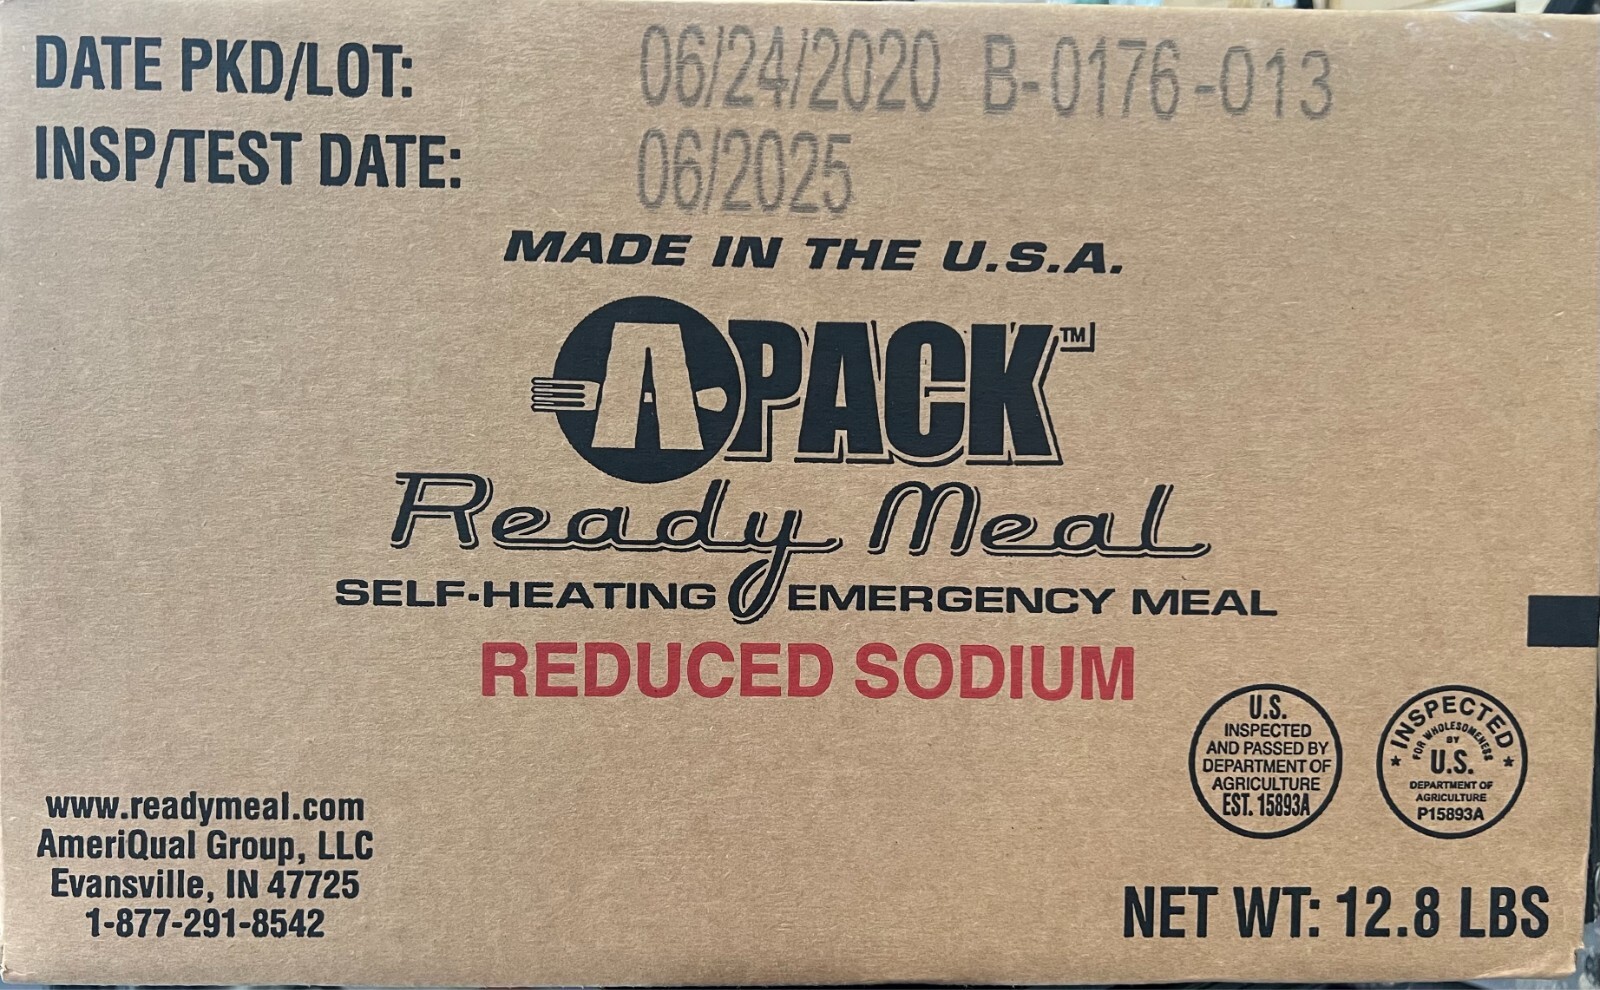 DATE PKD/LOT: 06/24/2020 B-0176-013
INSP/TEST DATE: 06/2025
MADE IN THE U.S.A.
APACK™
Ready Meal
SELF-HEATING EMERGENCY MEAL
REDUCED SODIUM
U.S.
INSPECTED
AND PASSED BY
DEPARTMENT OF
AGRICULTURE
EST. 15893A
INSPECTED
FOR WHOLESOMENESS
BY
U.S.
DEPARTMENT OF
AGRICULTURE
P15893A
www.readymeal.com
AmeriQual Group, LLC
Evansville, IN 47725
1-877-291-8542
NET WT: 12.8 LBS